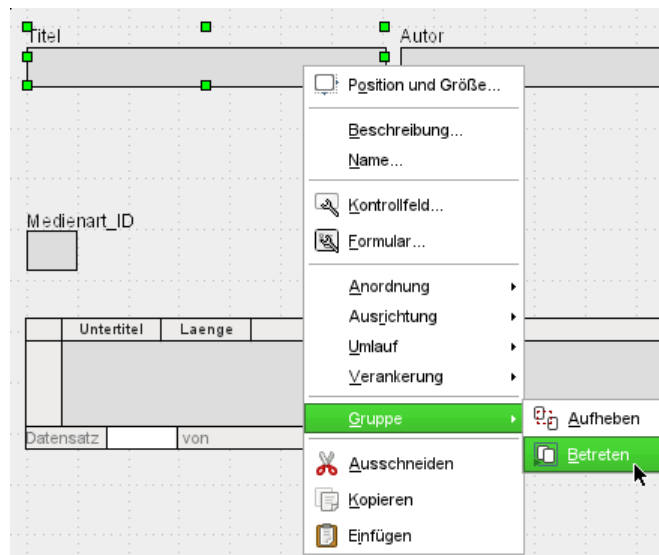 Titel
Autor
Position und Größe...
Beschreibung...
Name...
Medienart_ID
Kontrollfeld...
Formular...
Anordnung
Ausrichtung
Untertitel Laenge
Umlauf
Verankerung
Gruppe
Aufheben
Datensatz von
Betreten
Ausschneiden
Kopieren
Einfügen